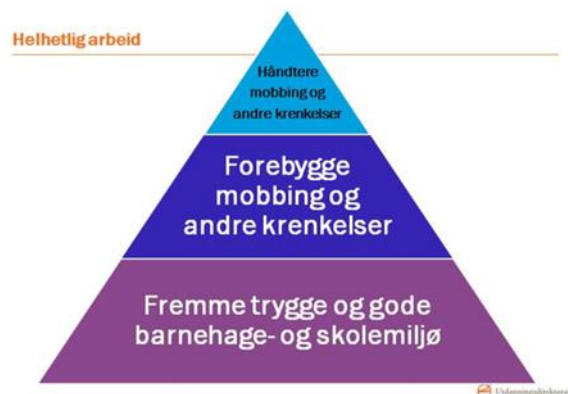 Helhetlig arbeid
Håndtere
mobbing og
andre krenkelser
Forebygge
mobbing og
andre krenkelser
Fremme trygge og gode
barnehage- og skolemiljø